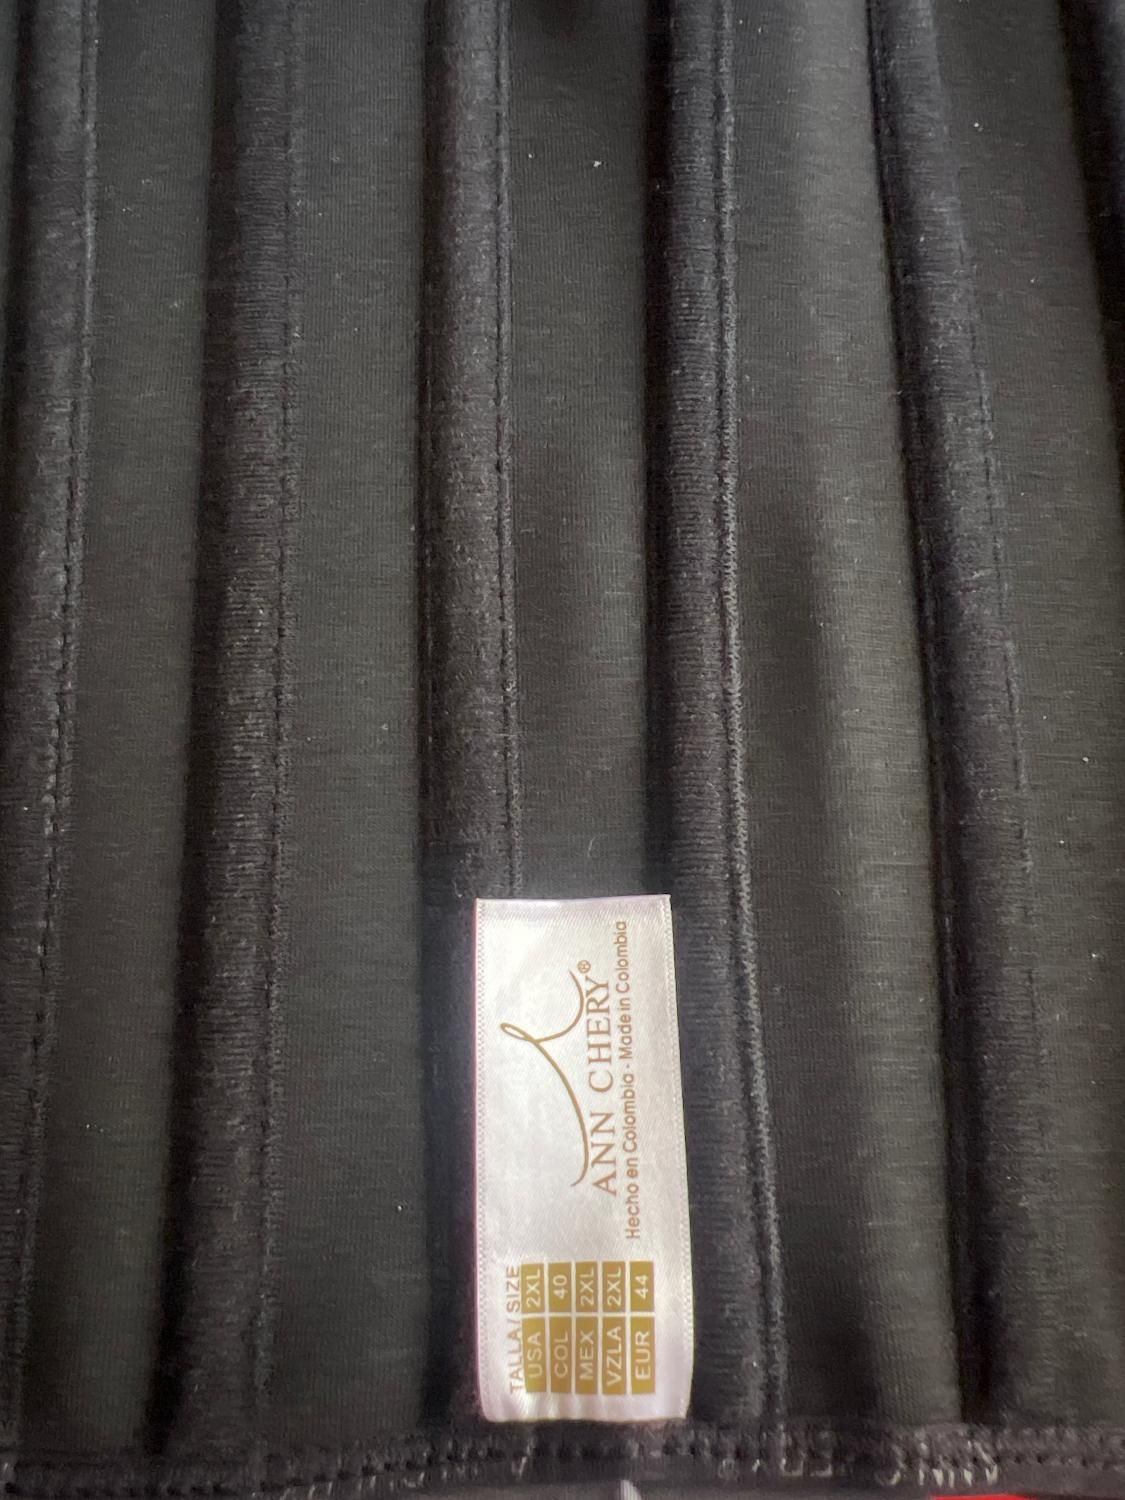 TALLA / SIZE
USA 2XL
COL 40
MEX 2XL
VZLA 2XL
EUR 44
ANN CHERY®
Hecho en Colombia - Made in Colombia